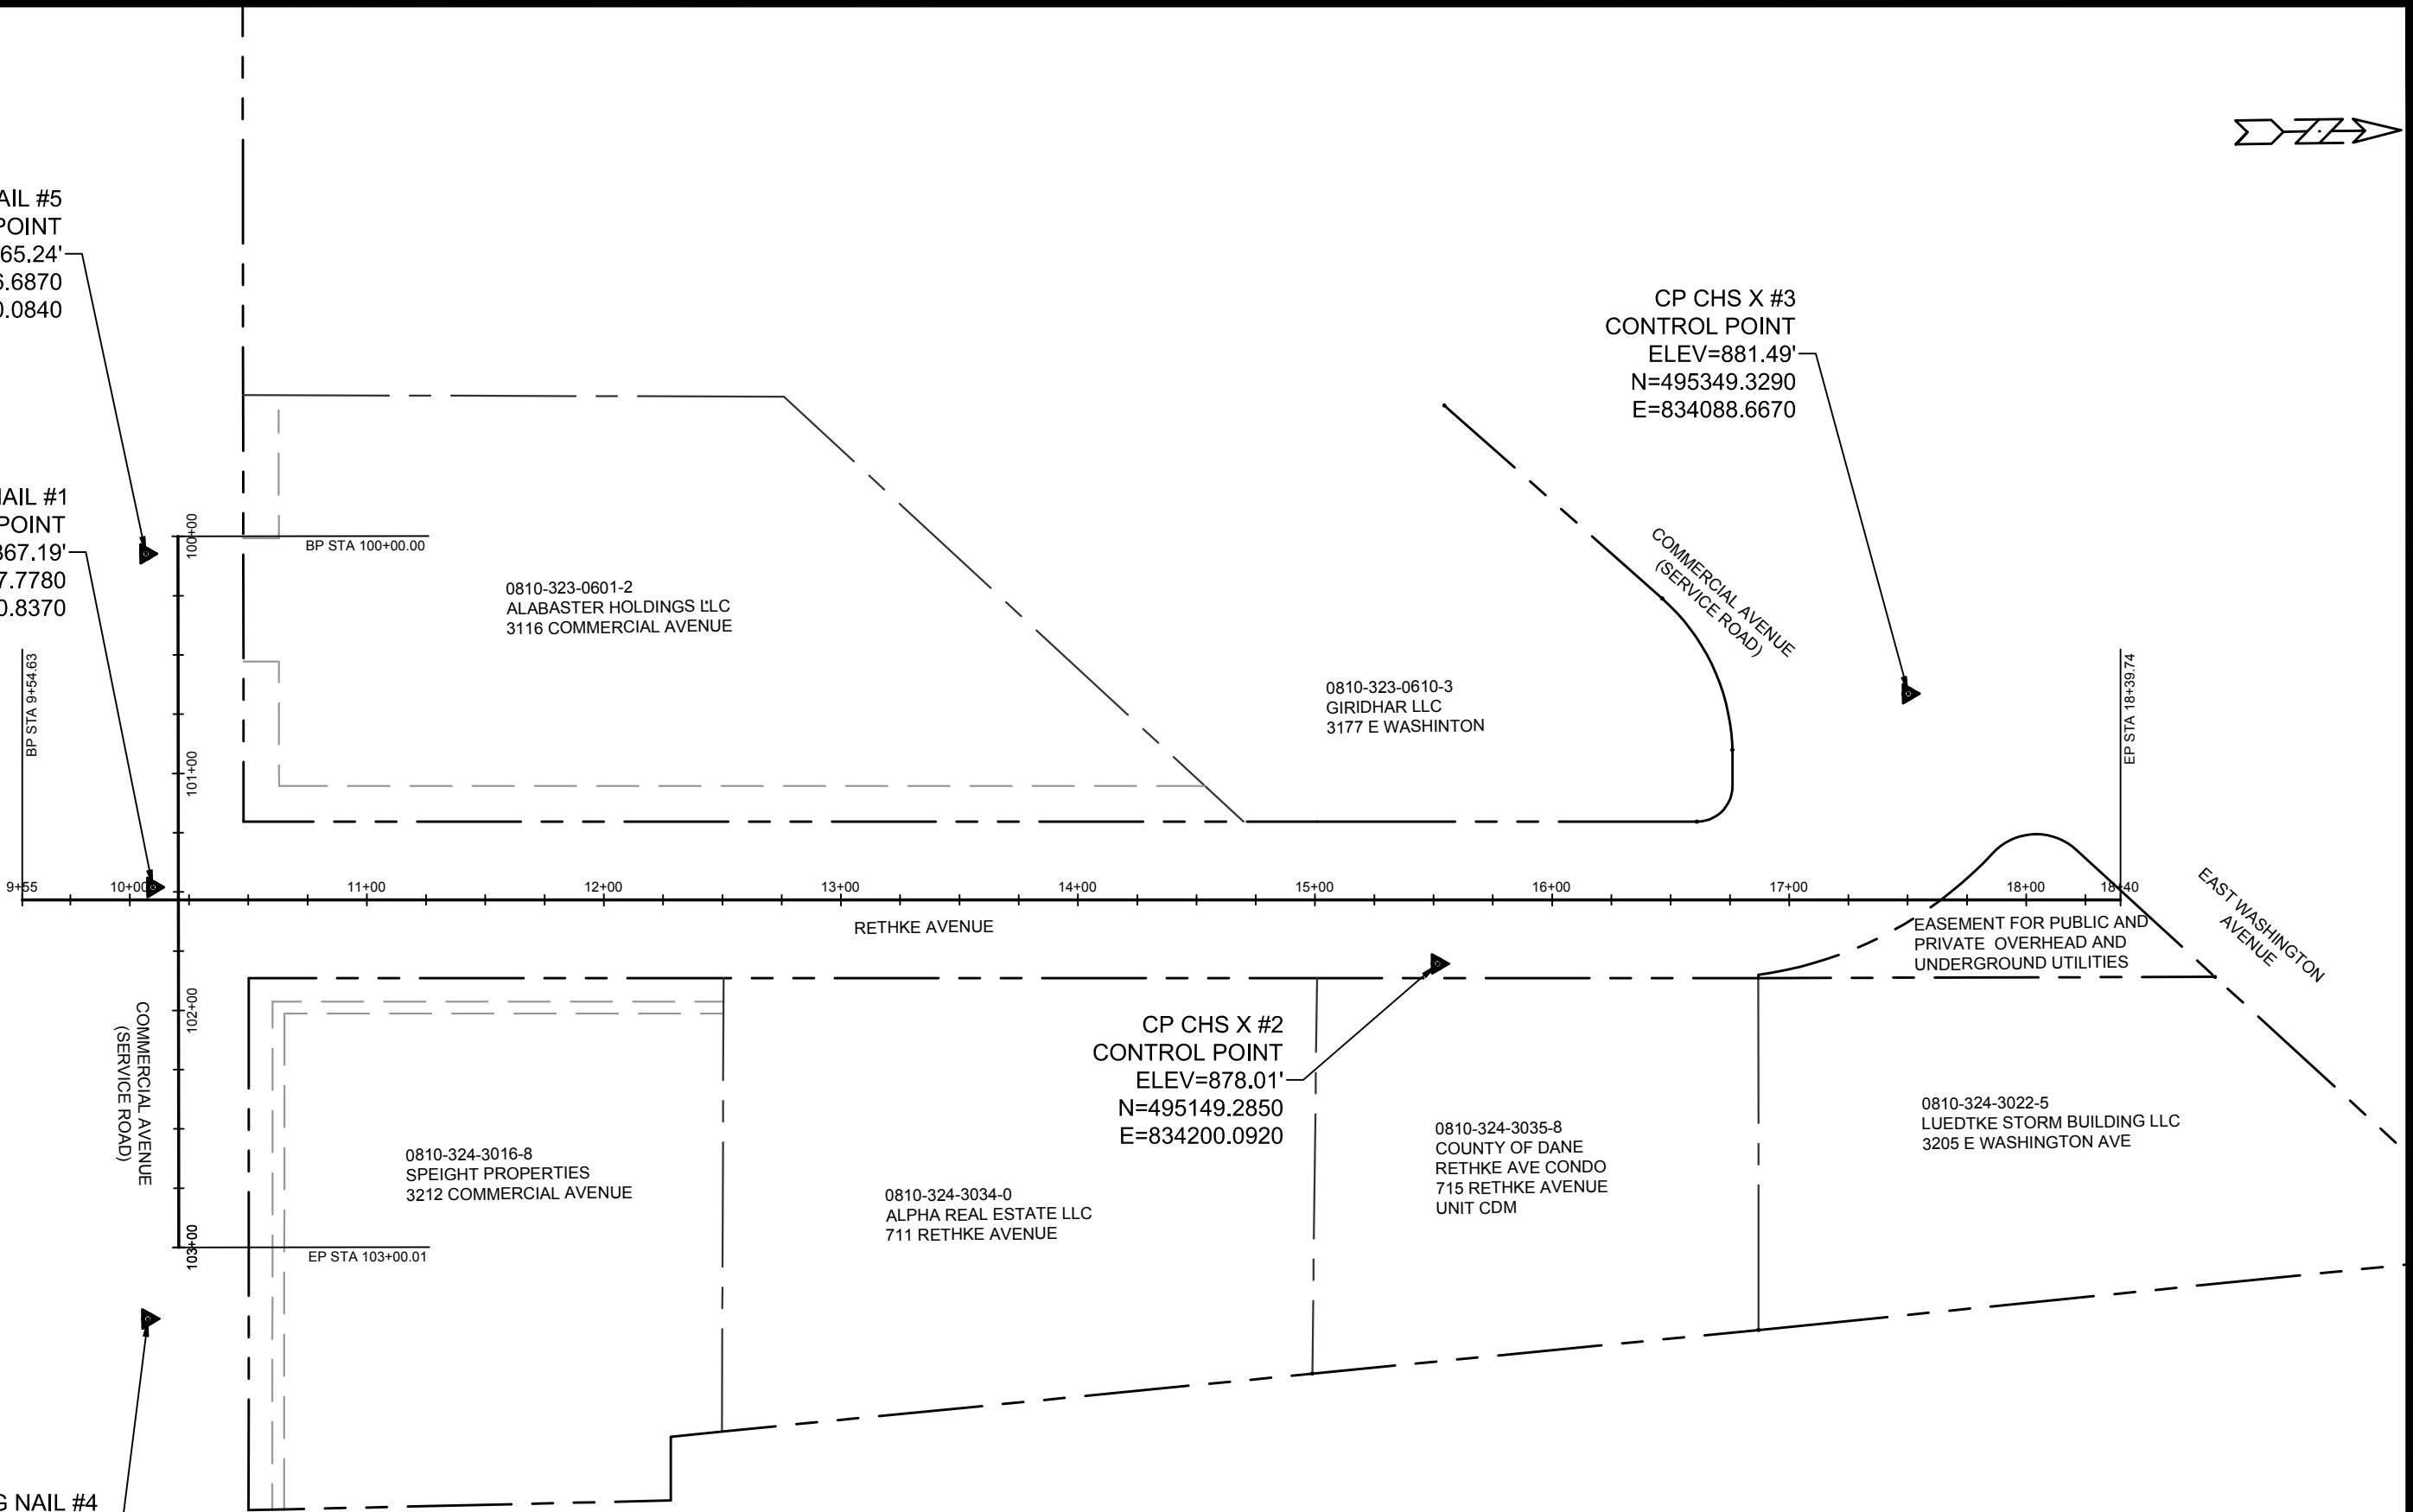 AIL #5
POINT
65.24'
6.6870
0.0840
NAIL #1
POINT
867.19'
7.7780
0.8370
CP CHS X #3
CONTROL POINT
ELEV=881.49'
N=495349.3290
E=834088.6670
100+00
BP STA 100+00.00
0810-323-0601-2
ALABASTER HOLDINGS LLC
3116 COMMERCIAL AVENUE
COMMERCIAL AVENUE
(SERVICE ROAD)
0810-323-0610-3
GIRIDHAR LLC
3177 E WASHINTON
BP STA 9+54.63
EP STA 18+39.74
101+00
9+55
10+00
11+00
12+00
13+00
14+00
15+00
16+00
17+00
18+00
18+40
RETHKE AVENUE
EASEMENT FOR PUBLIC AND
PRIVATE OVERHEAD AND
UNDERGROUND UTILITIES
EAST WASHINGTON
AVENUE
102+00
COMMERCIAL AVENUE
(SERVICE ROAD)
CP CHS X #2
CONTROL POINT
ELEV=878.01'
N=495149.2850
E=834200.0920
0810-324-3016-8
SPEIGHT PROPERTIES
3212 COMMERCIAL AVENUE
0810-324-3034-0
ALPHA REAL ESTATE LLC
711 RETHKE AVENUE
0810-324-3035-8
COUNTY OF DANE
RETHKE AVE CONDO
715 RETHKE AVENUE
UNIT CDM
0810-324-3022-5
LUEDTKE STORM BUILDING LLC
3205 E WASHINGTON AVE
103+00
EP STA 103+00.01
G NAIL #4